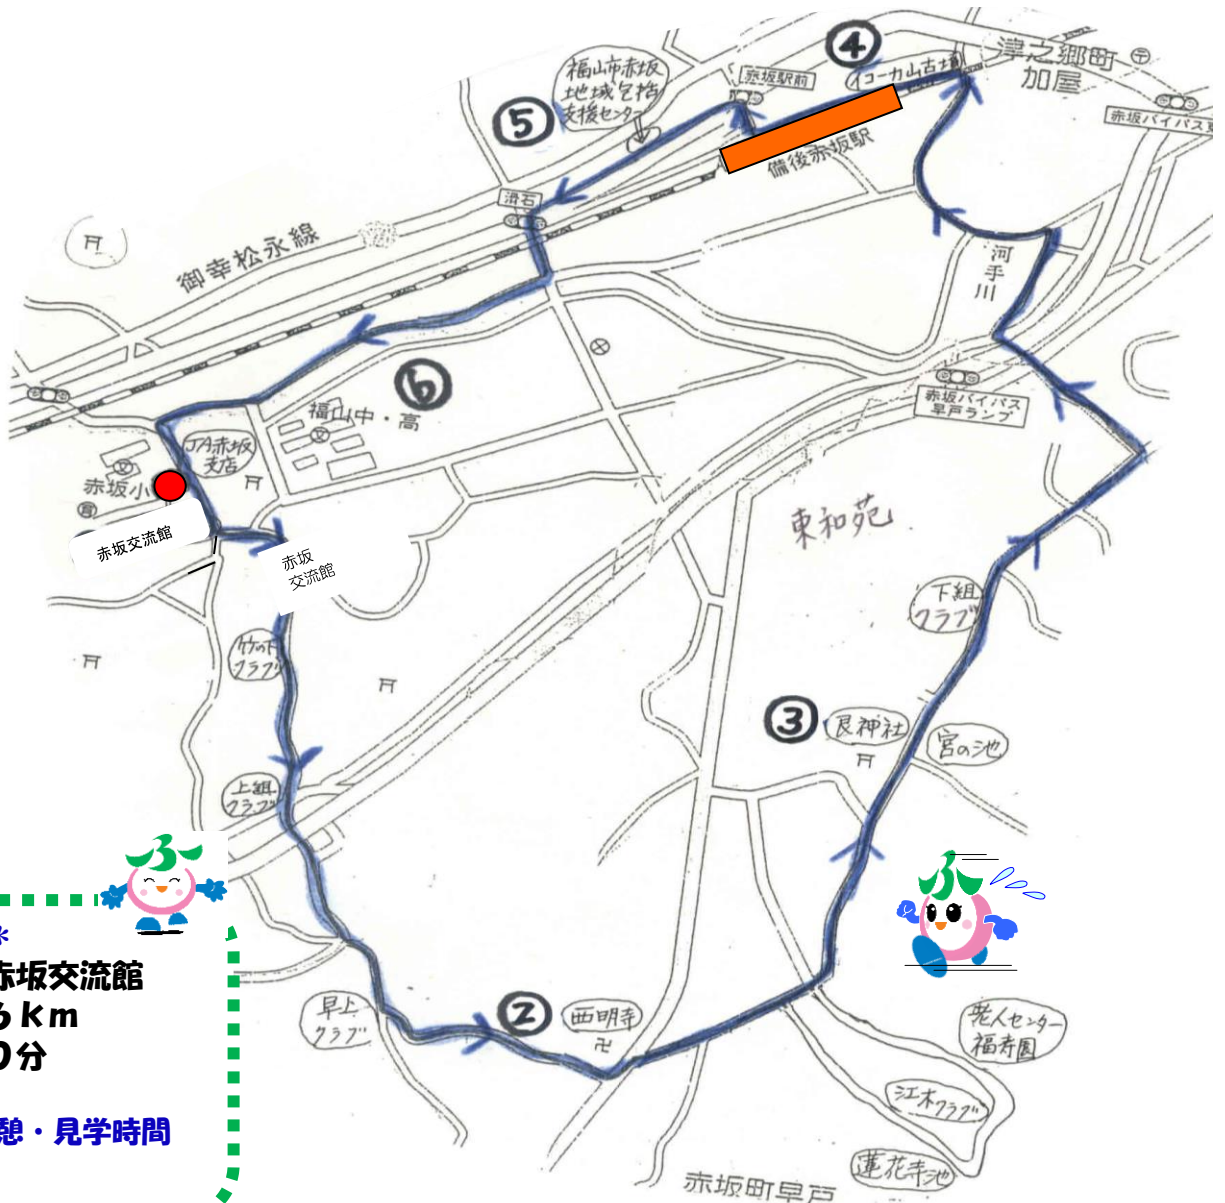 ④
津之郷町
加屋
福山市赤坂
地域包括
支援センター
赤坂駅前
イコーカ山古墳
⑤
備後赤坂駅
滑石
御幸松永線
河手川
⑥
福山中・高
文
赤坂バイパス
早戸ランプ
JA赤坂
支店
文
赤坂小
赤坂交流館
赤坂
交流館
東和苑
下組
クラブ
竹の下
クラブ
③
艮神社
宮の池
上組
クラブ
ふ
ふ
赤坂交流館
km
分
憩・見学時間
早上
クラブ
②
西明寺
卍
老人センター
福寿園
江木クラブ
蓮花寺池
赤坂町早戸